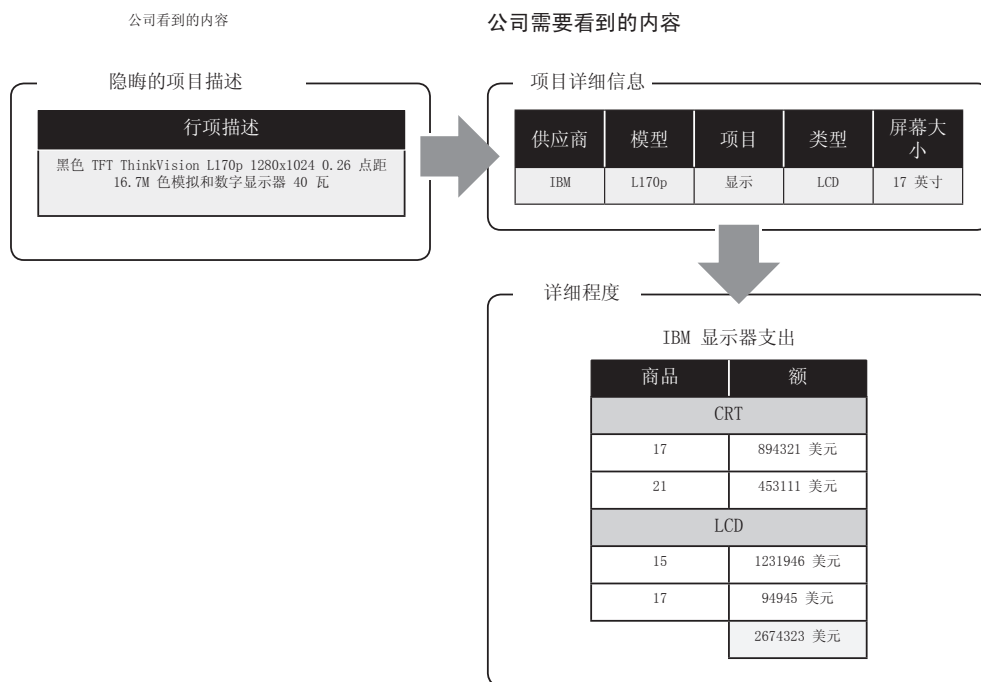 公司看到的内容
公司需要看到的内容
隐晦的项目描述
行项描述
黑色 TFT ThinkVision L170p 1280x1024 0.26 点距
16.7M 色模拟和数字显示器 40 瓦
项目详细信息
供应商 模型 项目 类型 屏幕大
小
IBM L170p 显示 LCD 17 英寸
详细程度
IBM 显示器支出
商品 额
CRT
17 894321 美元
21 453111 美元
LCD
15 1231946 美元
17 94945 美元
2674323 美元